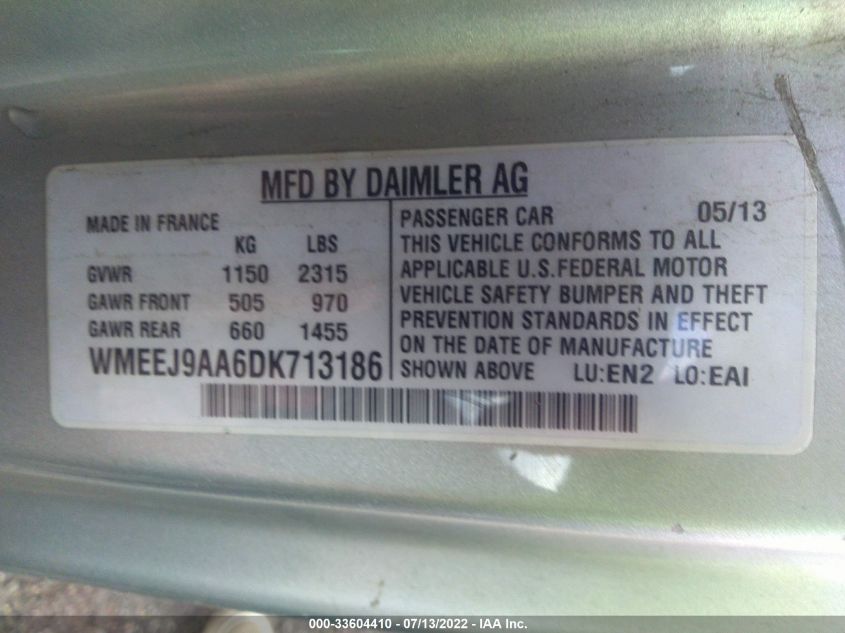 MFD BY DAIMLER AG
MADE IN FRANCE
KG LBS
GVWR 1150 2315
GAWR FRONT 505 970
GAWR REAR 660 1455
WMEEJ9AA6DK713186
PASSENGER CAR 05/13
THIS VEHICLE CONFORMS TO ALL
APPLICABLE U.S.FEDERAL MOTOR
VEHICLE SAFETY BUMPER AND THEFT
PREVENTION STANDARDS IN EFFECT
ON THE DATE OF MANUFACTURE
SHOWN ABOVE LU:EN2 LO:EAI
000-33604410 - 07/13/2022 - IAA Inc.